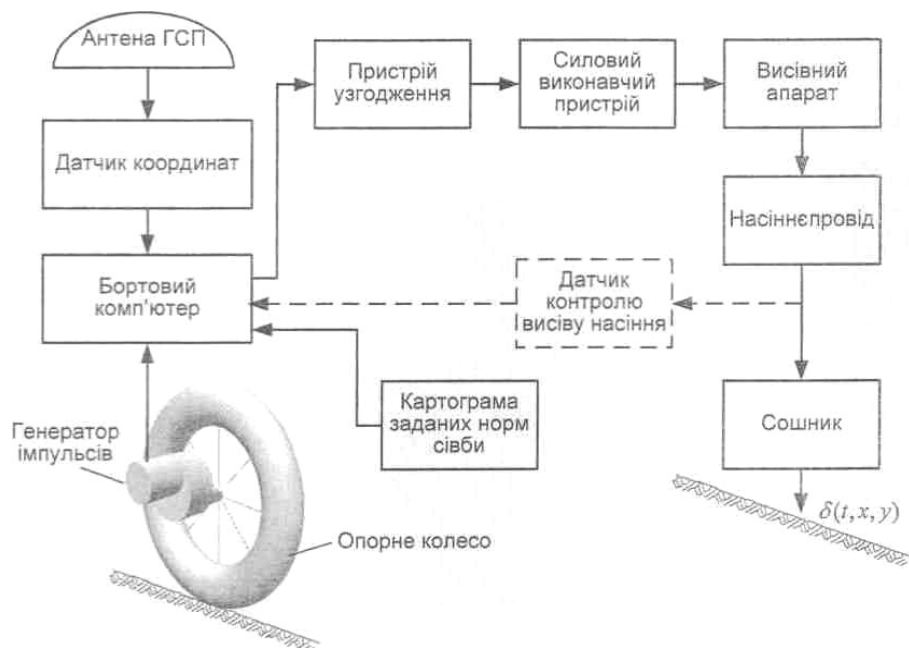 Антена ГСП
Датчик координат
Бортовий
комп'ютер
Пристрій
узгодження
Силовий
виконавчий
пристрій
Висівний
апарат
Насіннєпровід
Датчик
контролю
висіву насіння
Картограма
заданих норм
сівби
Сошник
δ(t,x,y)
Генератор
імпульсів
Опорне колесо